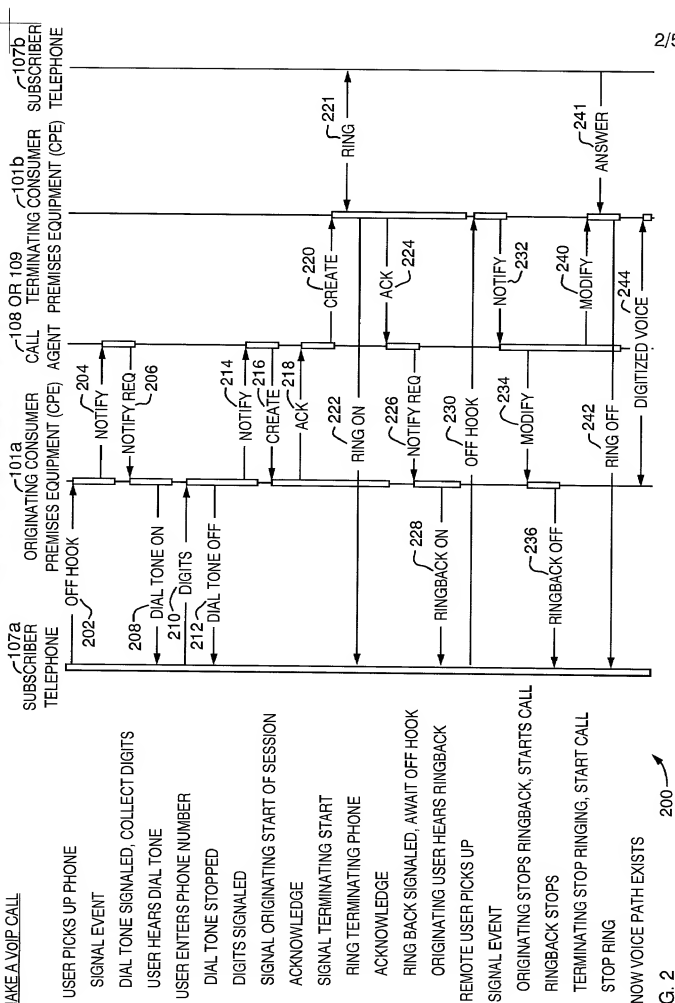 2/5
AKE A VOIP CALL
107a
SUBSCRIBER
TELEPHONE
101a
ORIGINATING CONSUMER
PREMISES EQUIPMENT (CPE)
108 OR 109
CALL
AGENT
101b
TERMINATING CONSUMER
PREMISES EQUIPMENT (CPE)
107b
SUBSCRIBER
TELEPHONE
USER PICKS UP PHONE
OFF HOOK
202
SIGNAL EVENT
204
NOTIFY
DIAL TONE SIGNALED, COLLECT DIGITS
NOTIFY REQ
206
USER HEARS DIAL TONE
208
DIAL TONE ON
USER ENTERS PHONE NUMBER
210
DIGITS
DIAL TONE STOPPED
212
DIAL TONE OFF
DIGITS SIGNALED
214
NOTIFY
SIGNAL ORIGINATING START OF SESSION
216
CREATE
ACKNOWLEDGE
218
ACK
SIGNAL TERMINATING START
220
CREATE
RING TERMINATING PHONE
222
RING ON
221
RING
ACKNOWLEDGE
ACK
224
RING BACK SIGNALED, AWAIT OFF HOOK
226
NOTIFY REQ
ORIGINATING USER HEARS RINGBACK
228
RINGBACK ON
REMOTE USER PICKS UP
230
OFF HOOK
SIGNAL EVENT
NOTIFY
232
ORIGINATING STOPS RINGBACK, STARTS CALL
234
MODIFY
RINGBACK STOPS
236
RINGBACK OFF
TERMINATING STOP RINGING, START CALL
MODIFY
240
241
ANSWER
STOP RING
242
RING OFF
NOW VOICE PATH EXISTS
244
DIGITIZED VOICE
G. 2
200